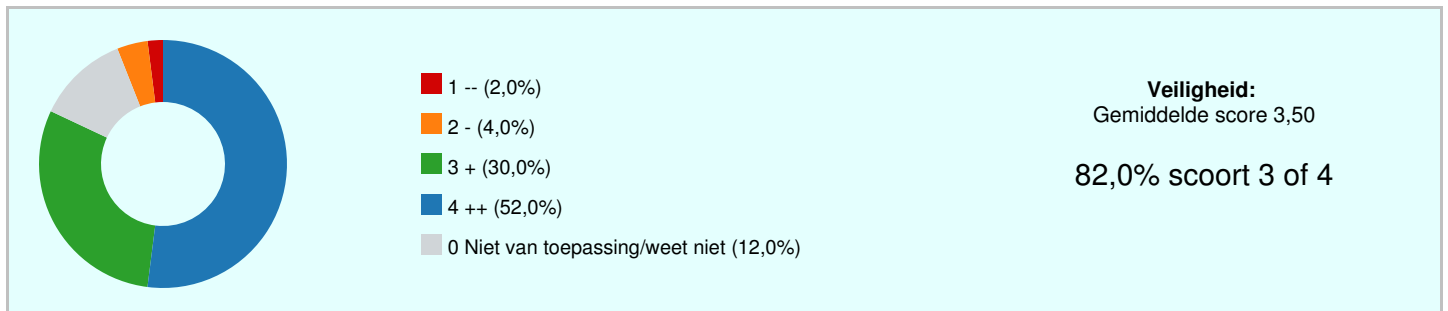 1 -- (2,0%)
2 - (4,0%)
3 + (30,0%)
4 ++ (52,0%)
0 Niet van toepassing/weet niet (12,0%)
Veiligheid:
Gemiddelde score 3,50
82,0% scoort 3 of 4